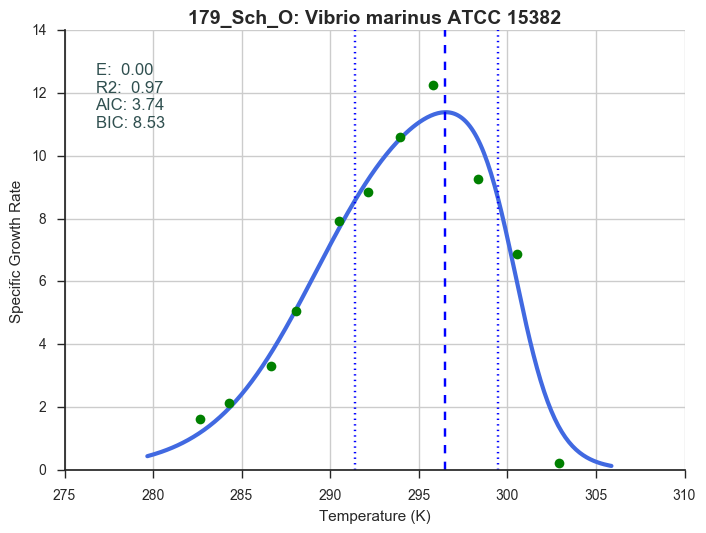 179_Sch_O: Vibrio marinus ATCC 15382
E:  0.00
R2:  0.97
AIC: 3.74
BIC: 8.53
Specific Growth Rate
14
12
10
8
6
4
2
0
275 280 285 290 295 300 305 310
Temperature (K)